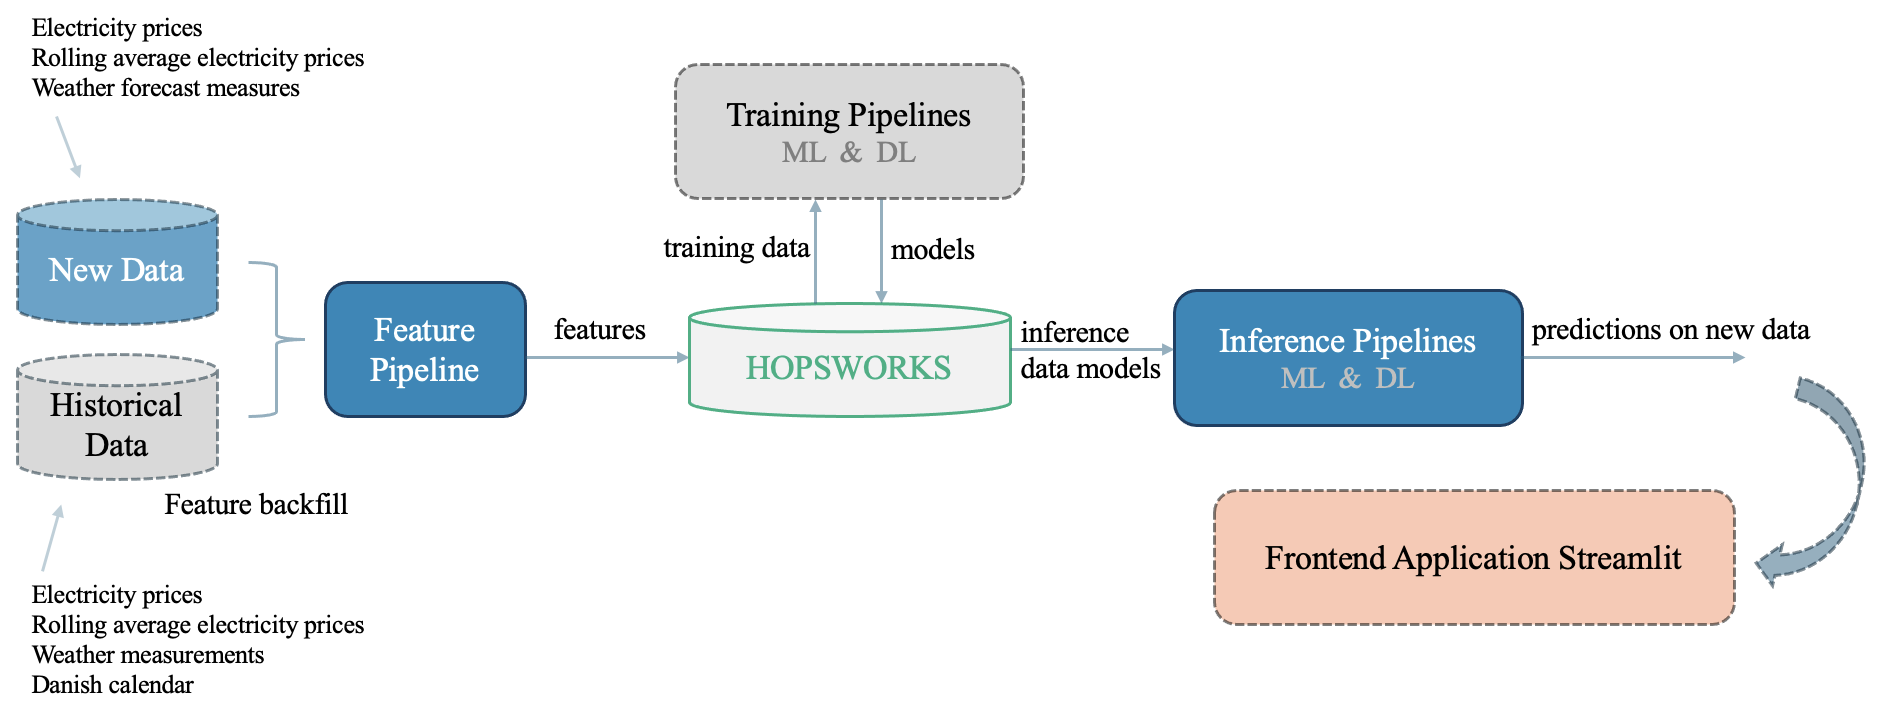 Electricity prices
Rolling average electricity prices
Weather forecast measures
New Data
Historical
Data
Feature backfill
Electricity prices
Rolling average electricity prices
Weather measurements
Danish calendar
Feature
Pipeline
features
Training Pipelines
ML & DL
training data
models
HOPSWORKS
inference
data models
Inference Pipelines
ML & DL
predictions on new data
Frontend Application Streamlit